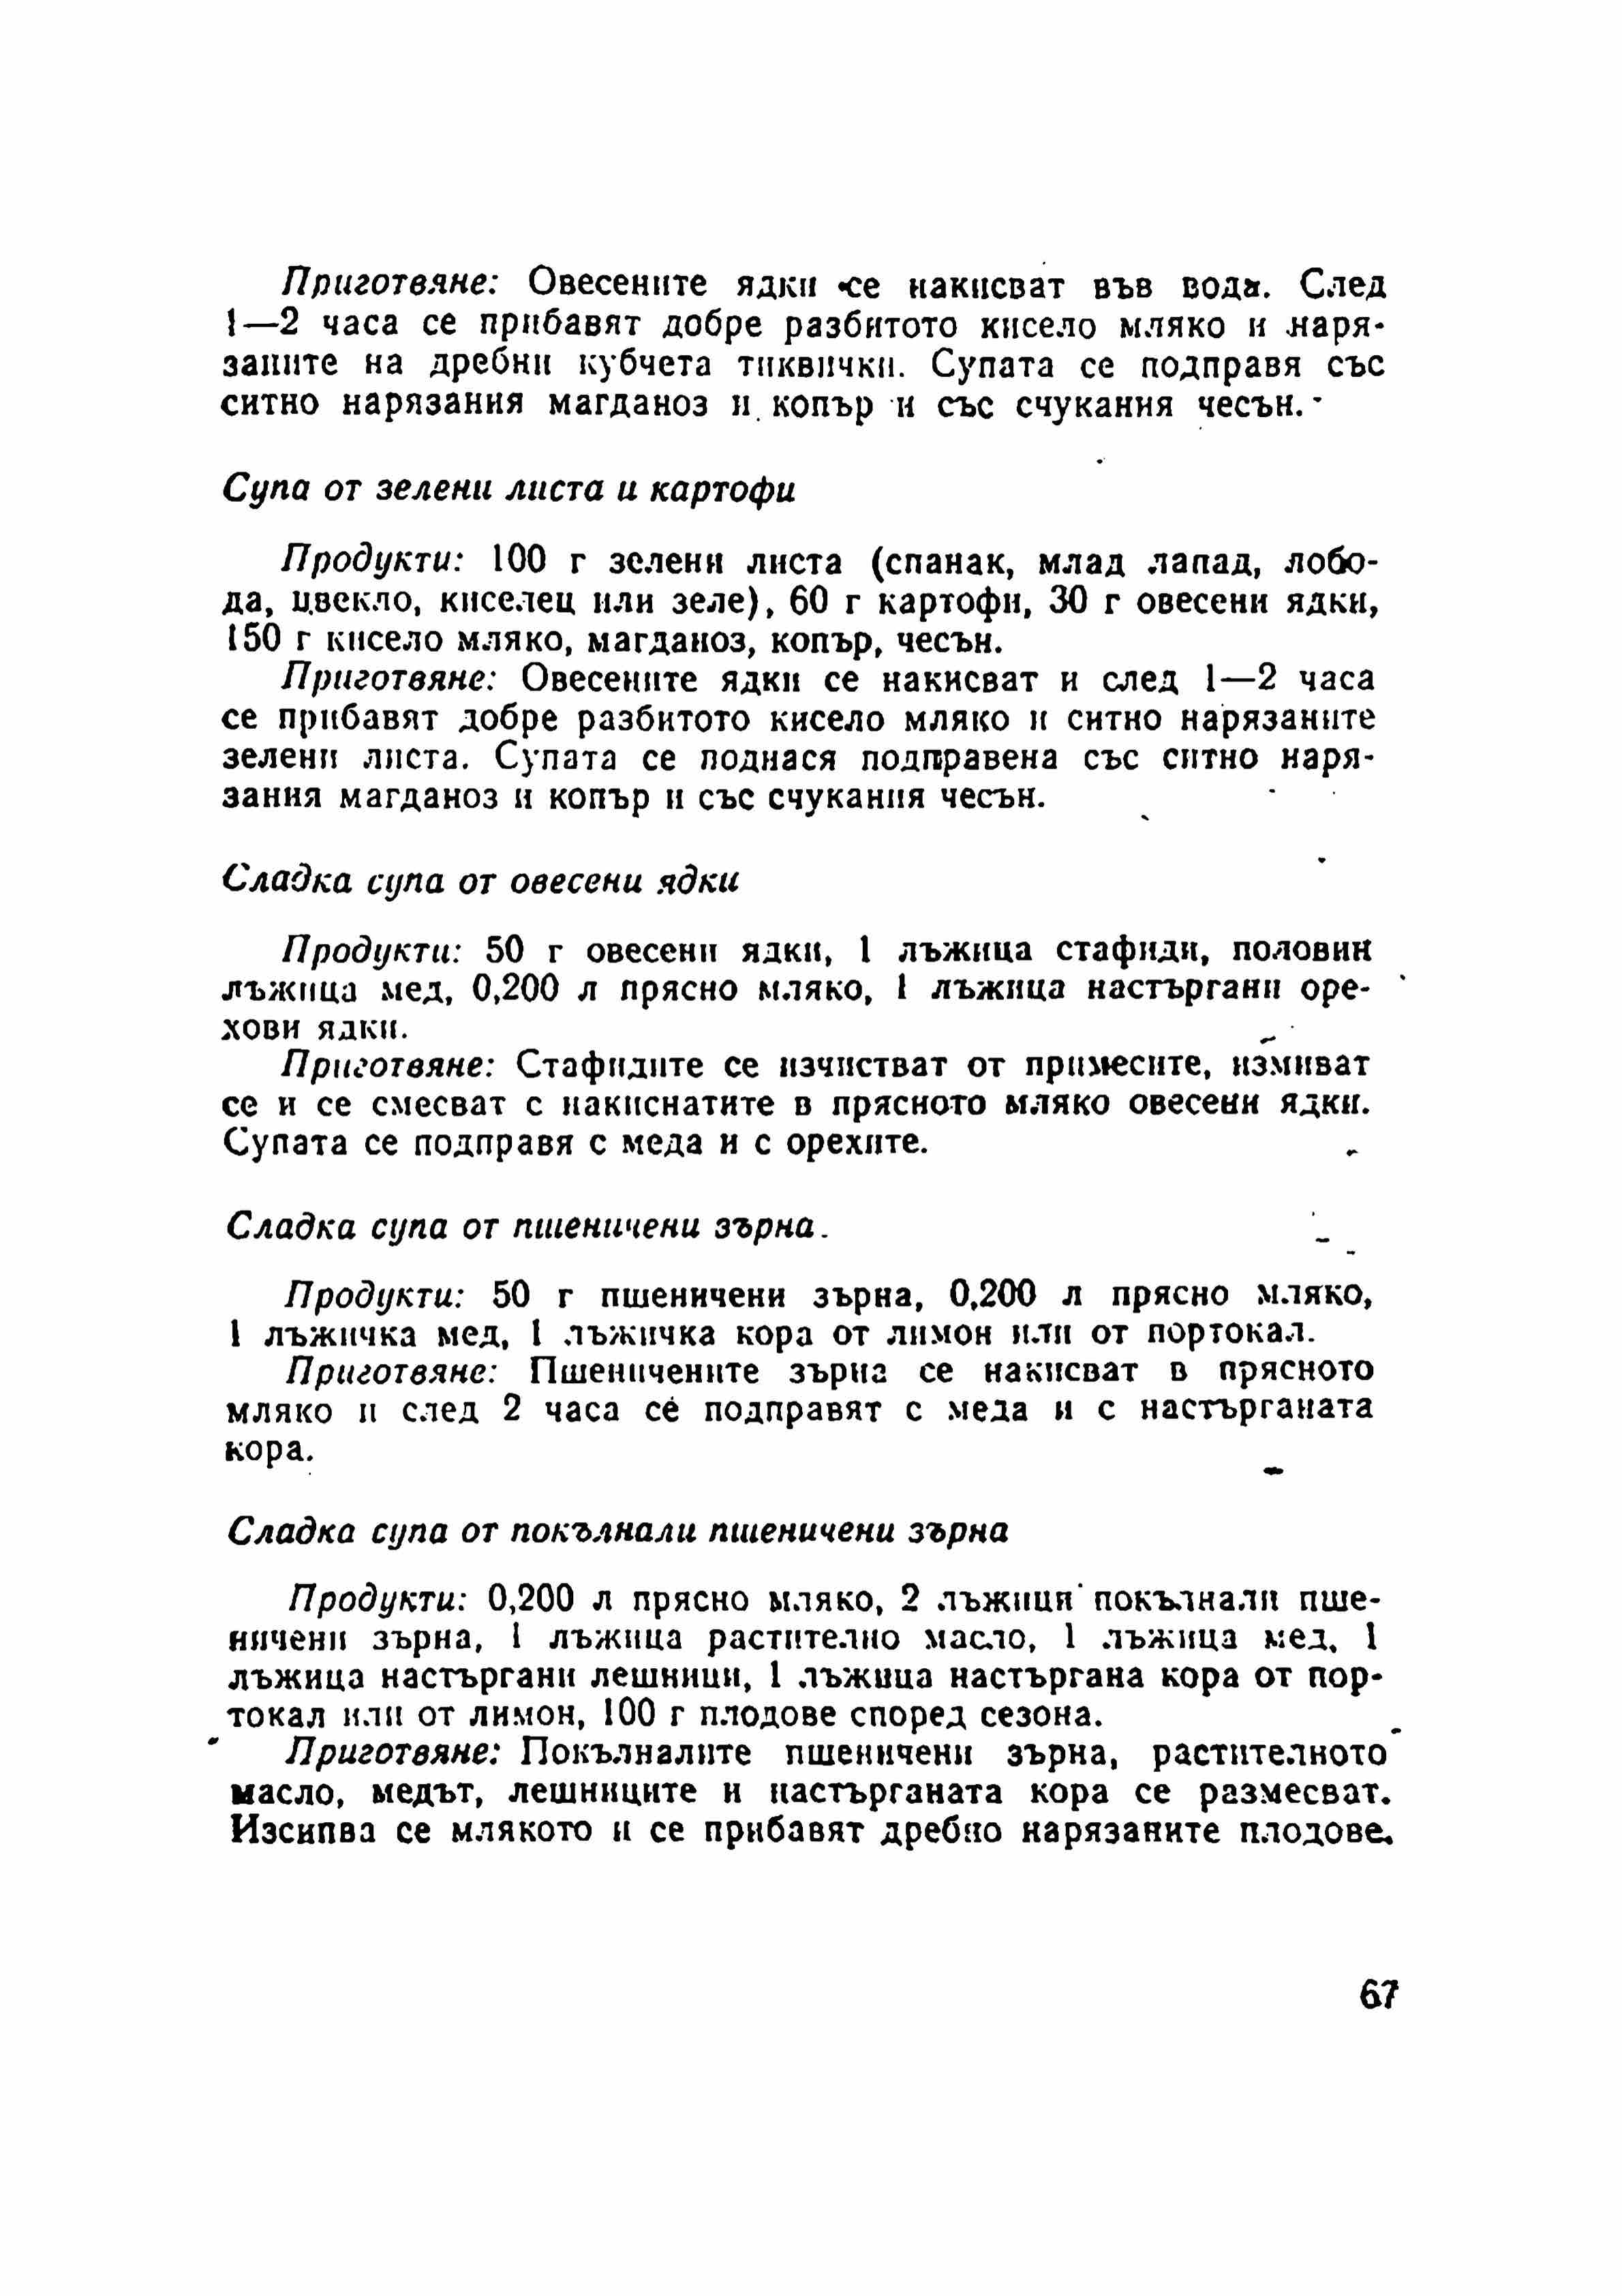 Приготвяне: Овесените ядки се накисват във вода. След
1—2 часа се прибавят добре разбитото кисело мляко и наря-
заните на дребни кубчета тиквички. Супата се подправя със
ситно нарязания магданоз и копър и със счукания чесън.
Супа от зелени листа и картофи
Продукти: 100 г зелени листа (спанак, млад лапад, лобо-
да, цвекло, киселец или зеле), 60 г картофи, 30 г овесени ядки,
150 г кисело мляко, магданоз, копър, чесън.
Приготвяне: Овесените ядки се накисват и след 1—2 часа
се прибавят добре разбитото кисело мляко и ситно нарязаните
зелени листа. Супата се поднася подправена със ситно наря-
зания магданоз и копър и със счукания чесън.
Сладка супа от овесени ядки
Продукти: 50 г овесени ядки, 1 лъжица стафиди, половин
лъжица мед, 0,200 л прясно мляко, 1 лъжица настъргани оре-
хови ядки.
Приготвяне: Стафидите се изчистват от примесите, измиват
се и се смесват с накиснатите в прясното мляко овесени ядки.
Супата се подправя с меда и с орехите.
Сладка супа от пшеничени зърна.
Продукти: 50 г пшеничени зърна, 0,200 л прясно мляко,
1 лъжичка мед, 1 лъжичка кора от лимон или от портокал.
Приготвяне: Пшеничените зърна се накисват в прясното
мляко и след 2 часа се подправят с меда и с настърганата
кора.
Сладка супа от покълнали пшеничени зърна
Продукти: 0,200 л прясно мляко, 2 лъжици покълнали пше-
ничени зърна, 1 лъжица растително масло, 1 лъжица мед, 1
лъжица настъргани лешници, 1 лъжица настъргана кора от пор-
токал или от лимон, 100 г плодове според сезона.
Приготвяне: Покълналите пшеничени зърна, растителното
масло, медът, лешниците и настърганата кора се размесват.
Изсипва се млякото и се прибавят дребно нарязаните плодове.
67